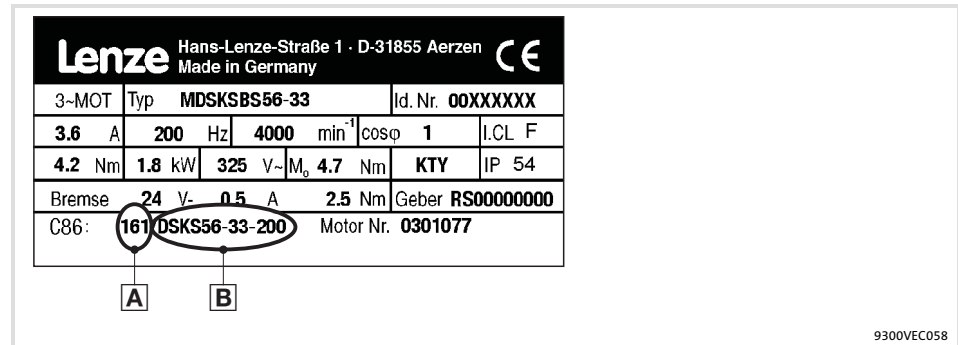 Lenze Hans-Lenze-Straße 1 · D-31855 Aerzen CE
Made in Germany
3~MOT Typ MDSKSBS56-33 Id. Nr. 00XXXXXX
3.6 A 200 Hz 4000 min-1 cosφ 1 I.CL F
4.2 Nm 1.8 kW 325 V~ Mo 4.7 Nm KTY IP 54
Bremse 24 V- 0.5 A 2.5 Nm Geber RS00000000
C86: 161 DSKS56-33-200 Motor Nr. 0301077
A B
9300VEC058